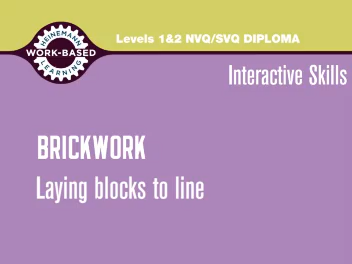 Levels 1&2 NVQ/SVQ DIPLOMA
HEINEMANN
WORK-BASED
LEARNING
Interactive Skills
BRICKWORK
Laying blocks to line